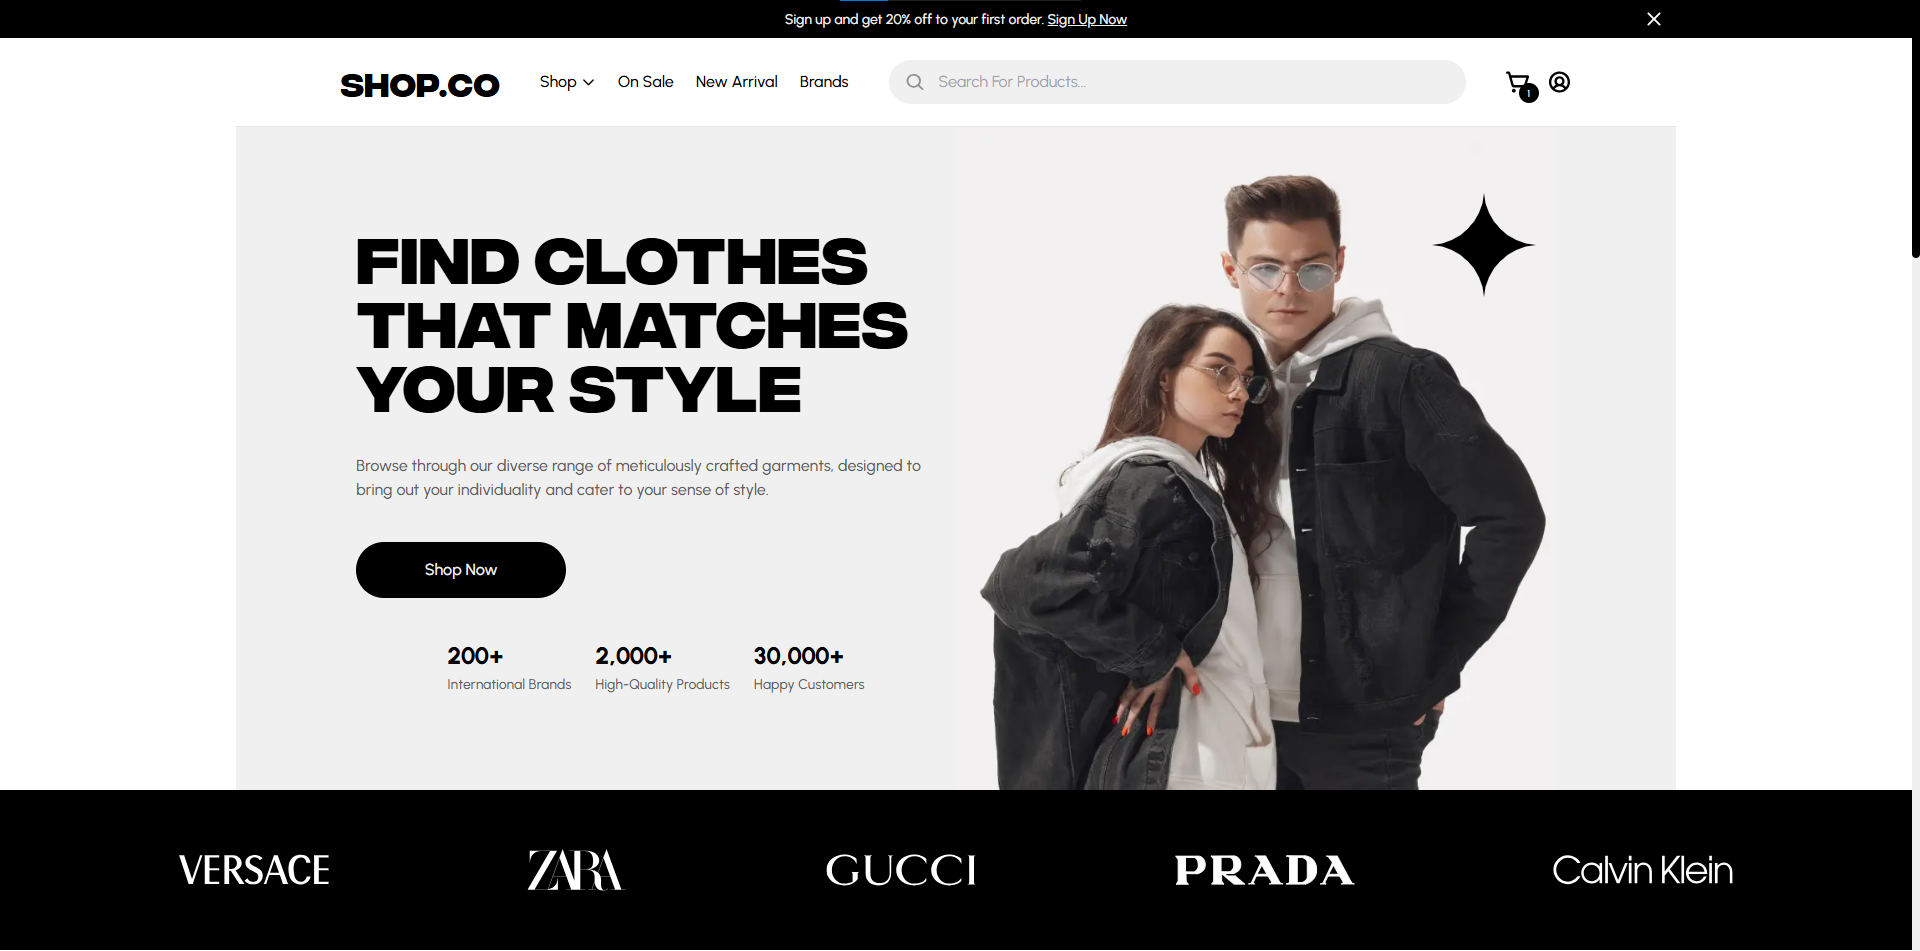 Sign up and get 20% off to your first order. Sign Up Now
SHOP.CO
Shop
On Sale
New Arrival
Brands
Search For Products...
1
FIND CLOTHES
THAT MATCHES
YOUR STYLE
Browse through our diverse range of meticulously crafted garments, designed to
bring out your individuality and cater to your sense of style.
Shop Now
200+
International Brands
2,000+
High-Quality Products
30,000+
Happy Customers
VERSACE
ZARA
GUCCI
PRADA
Calvin Klein